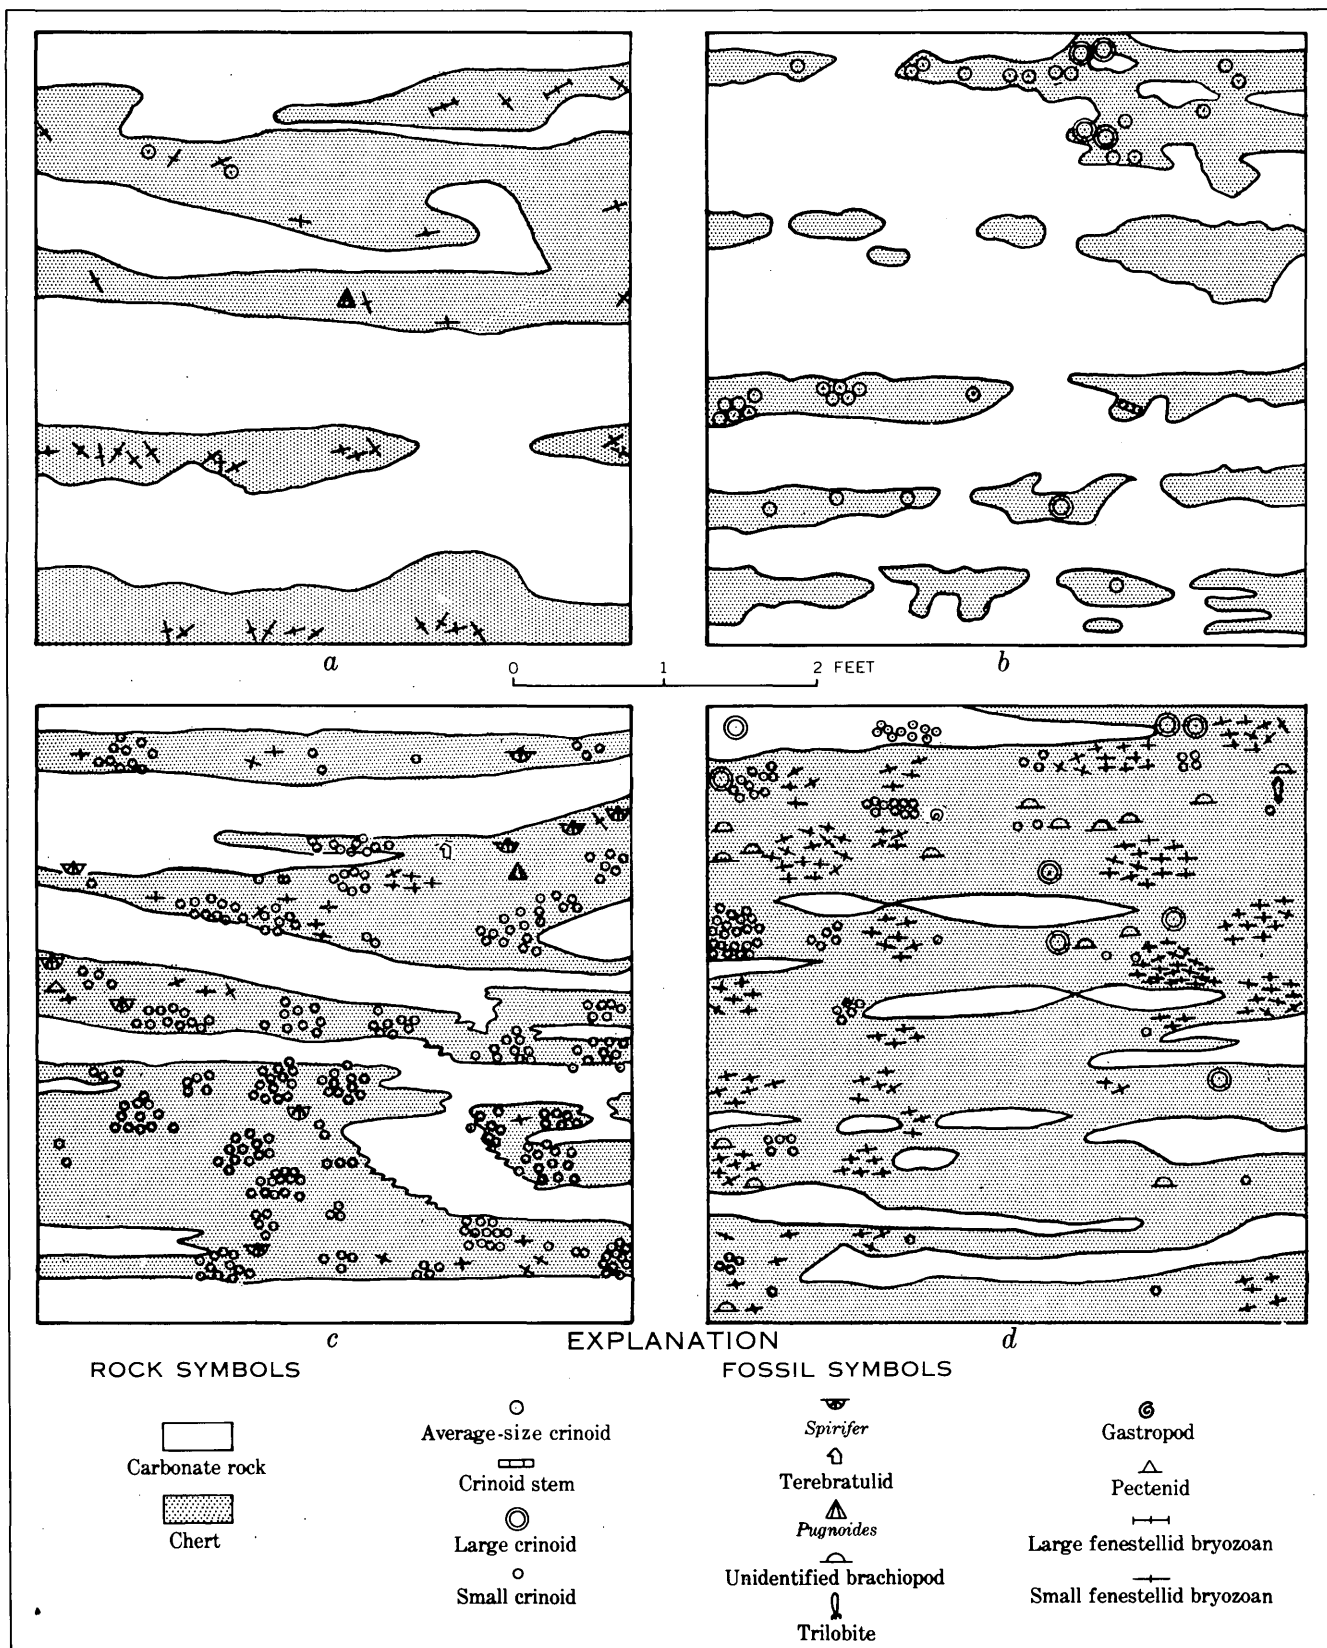 a
b
0 1 2 FEET
c
d
EXPLANATION
ROCK SYMBOLS
FOSSIL SYMBOLS
Carbonate rock
Chert
Average-size crinoid
Crinoid stem
Large crinoid
Small crinoid
Spirifer
Terebratulid
Pugnoides
Unidentified brachiopod
Trilobite
Gastropod
Pectenid
Large fenestellid bryozoan
Small fenestellid bryozoan